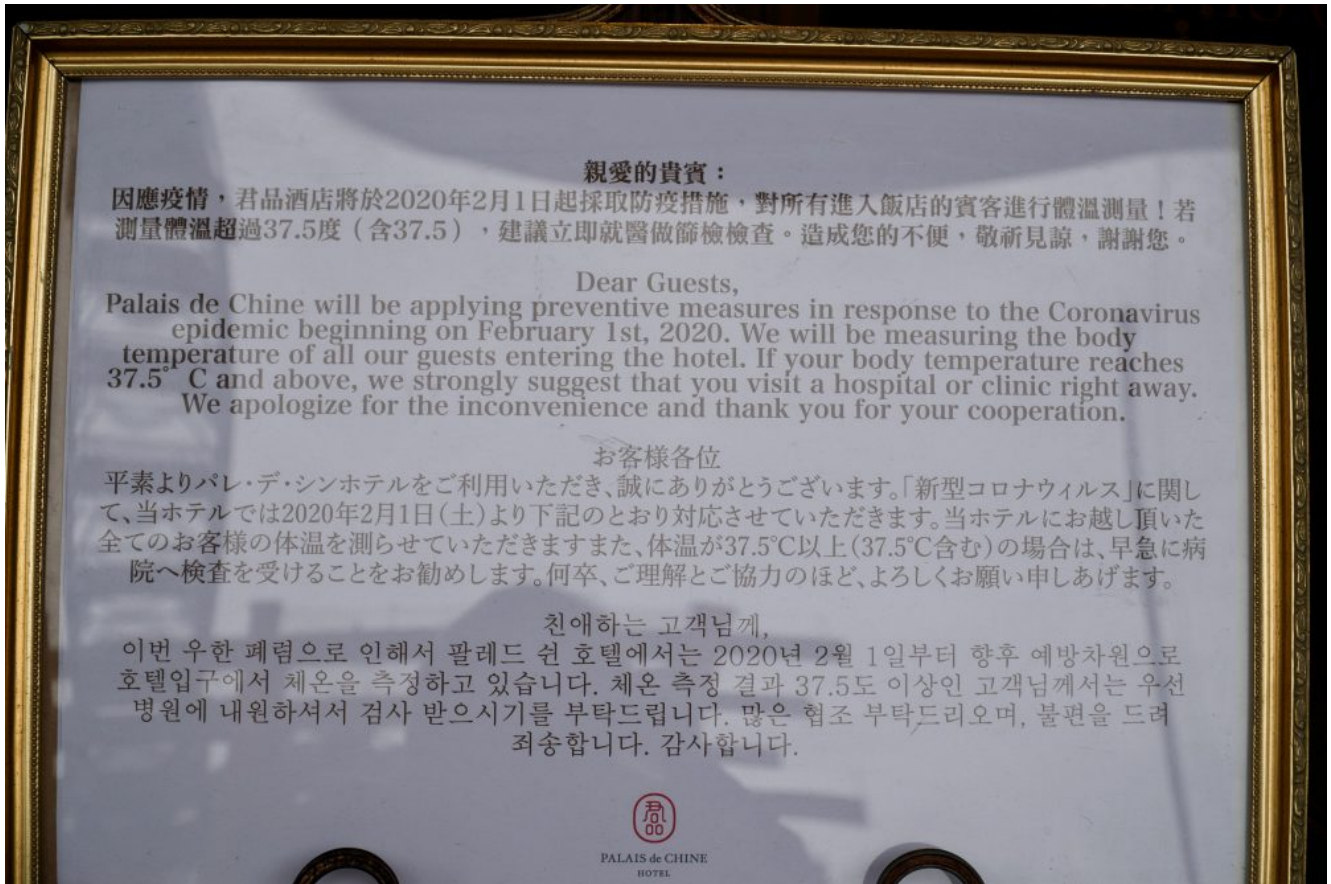 親愛的貴賓：
因應疫情，君品酒店將於2020年2月1日起採取防疫措施，對所有進入飯店的賓客進行體溫測量！若
測量體溫超過37.5度（含37.5），建議立即就醫做篩檢檢查。造成您的不便，敬祈見諒，謝謝您。
Dear Guests,
Palais de Chine will be applying preventive measures in response to the Coronavirus
epidemic beginning on February 1st, 2020. We will be measuring the body
temperature of all our guests entering the hotel. If your body temperature reaches
37.5° C and above, we strongly suggest that you visit a hospital or clinic right away.
We apologize for the inconvenience and thank you for your cooperation.
お客様各位
平素よりパレ・デ・シンホテルをご利用いただき、誠にありがとうございます。「新型コロナウィルス」に関し
て、当ホテルでは2020年2月1日(土)より下記のとおり対応させていただきます。当ホテルにお越し頂いた
全てのお客様の体温を測らせていただきますまた、体温が37.5℃以上(37.5℃含む)の場合は、早急に病
院へ検査を受けることをお勧めします。何卒、ご理解とご協力のほど、よろしくお願い申しあげます。
친애하는 고객님께,
이번 우한 폐렴으로 인해서 팔레드 쉰 호텔에서는 2020년 2월 1일부터 향후 예방차원으로
호텔입구에서 체온을 측정하고 있습니다. 체온 측정 결과 37.5도 이상인 고객님께서는 우선
병원에 내원하셔서 검사 받으시기를 부탁드립니다. 많은 협조 부탁드리오며, 불편을 드려
죄송합니다. 감사합니다.
君品
PALAIS de CHINE
HOTEL